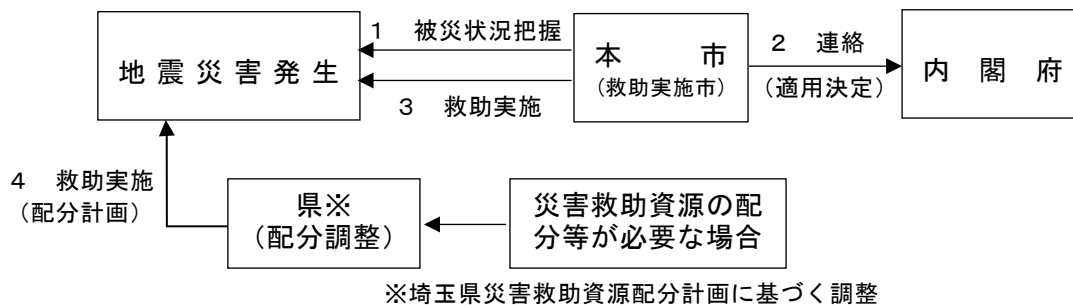 1　被災状況把握
地震災害発生
本　　市
(救助実施市)
2　連絡
(適用決定)
内　閣　府
3　救助実施
4　救助実施
(配分計画)
県※
(配分調整)
災害救助資源の配
分等が必要な場合
※埼玉県災害救助資源配分計画に基づく調整